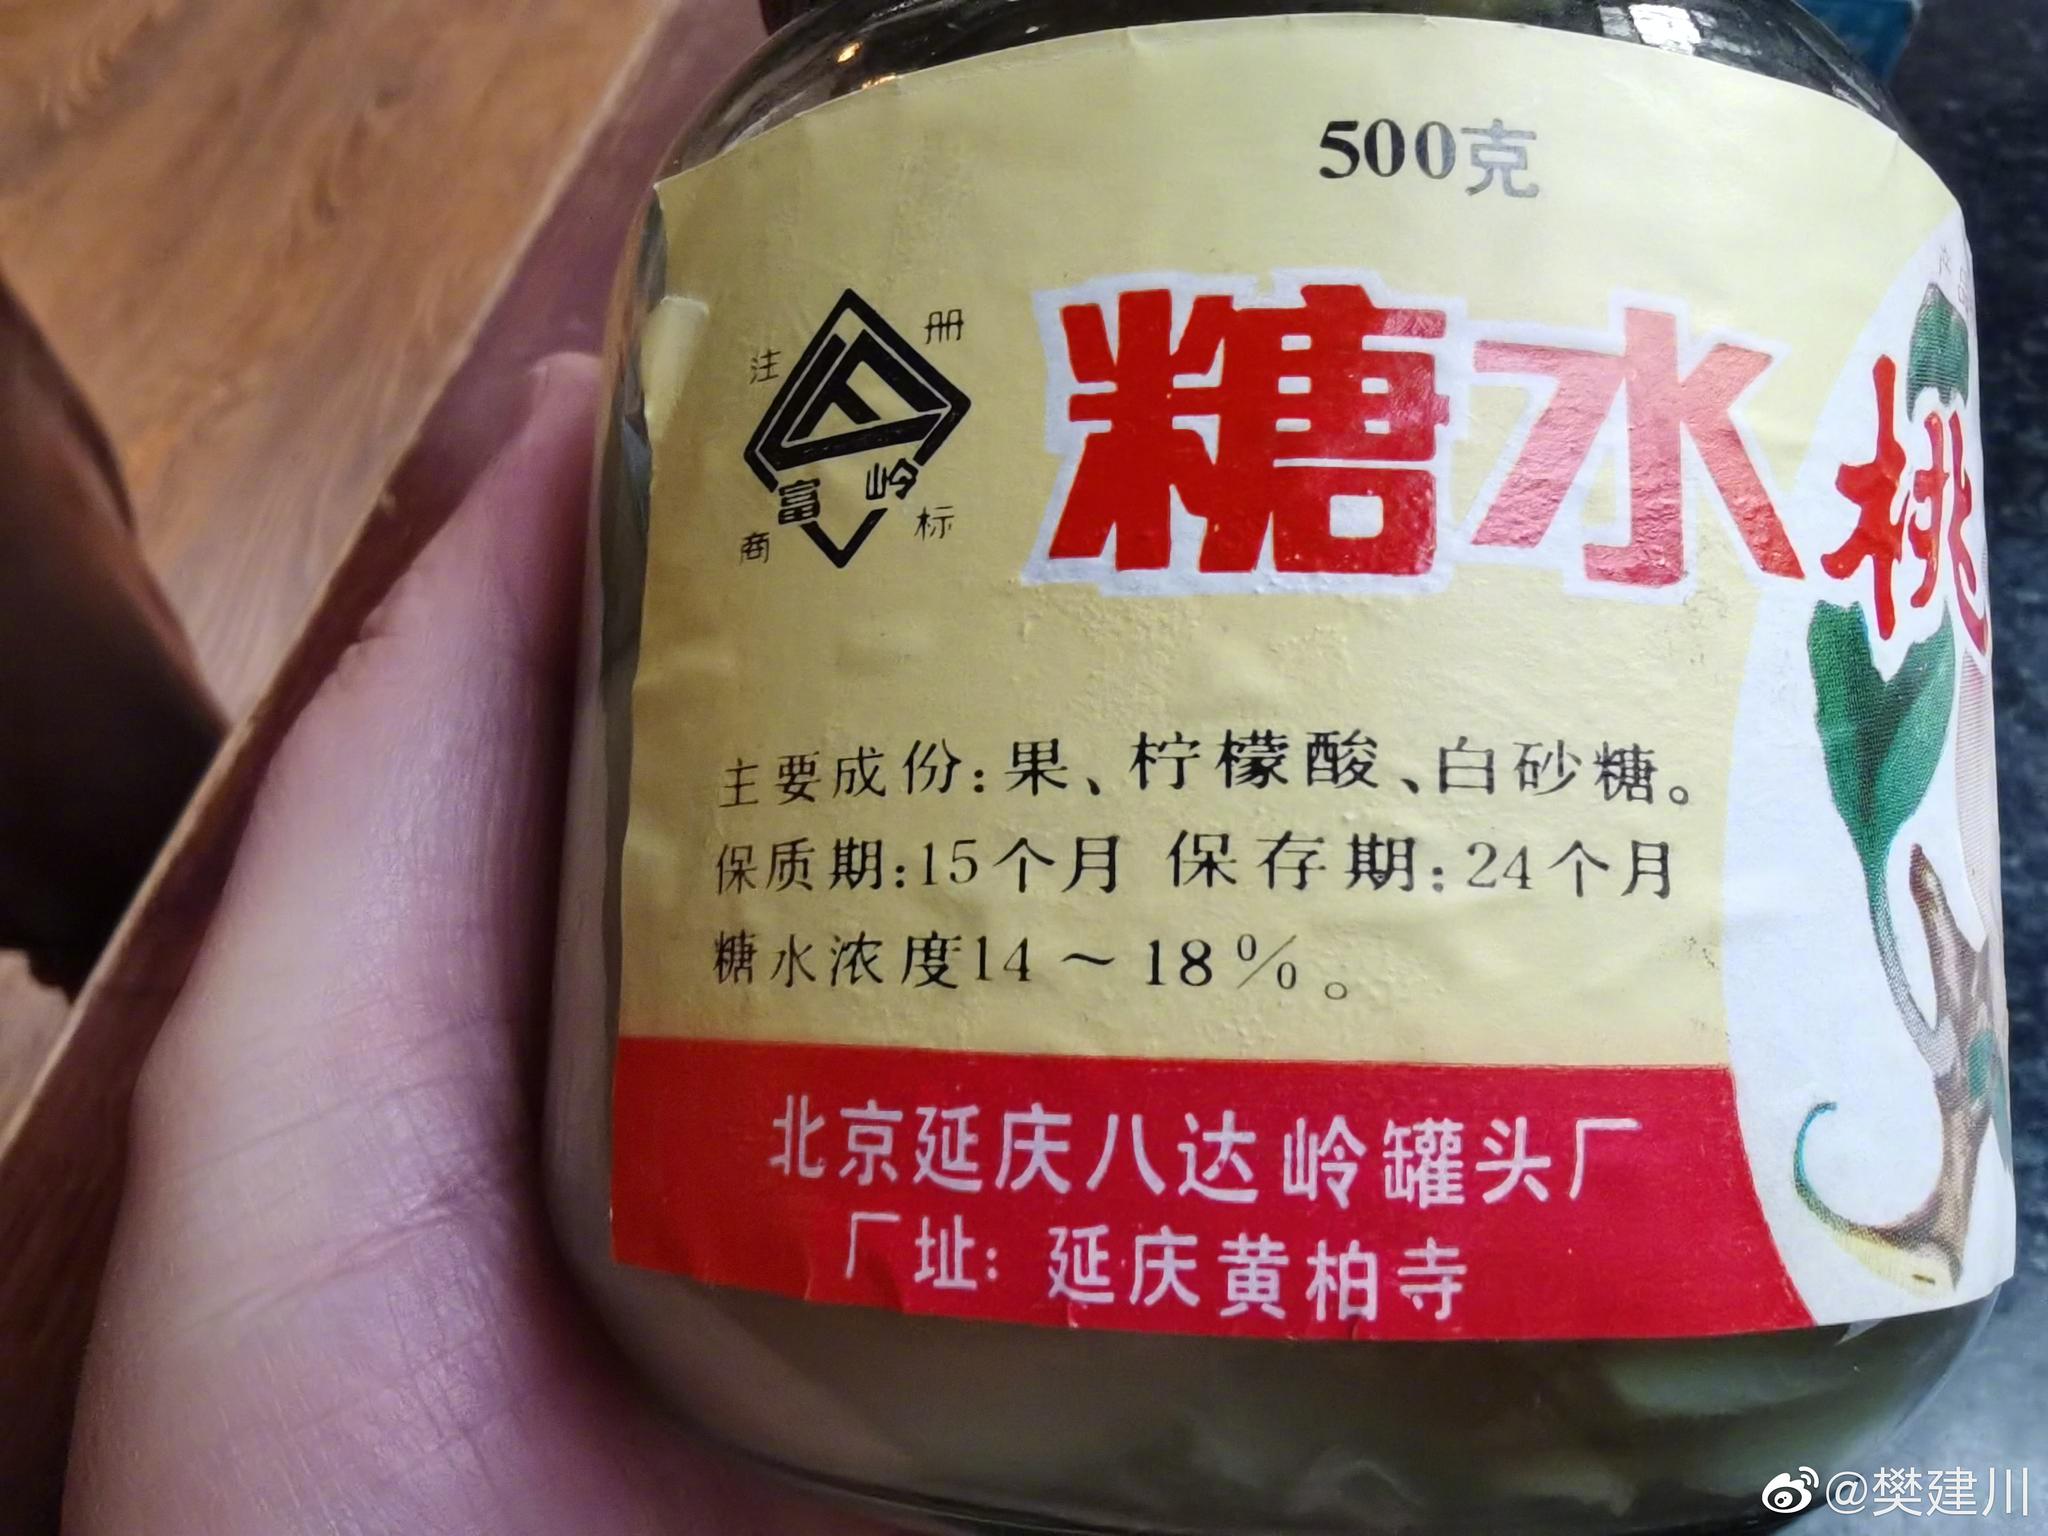 500克
注册
富岭
商标
糖水
桃
主要成份:果、柠檬酸、白砂糖。
保质期:15个月 保存期:24个月
糖水浓度14～18%。
北京延庆八达岭罐头厂
厂址：延庆黄柏寺
@樊建川